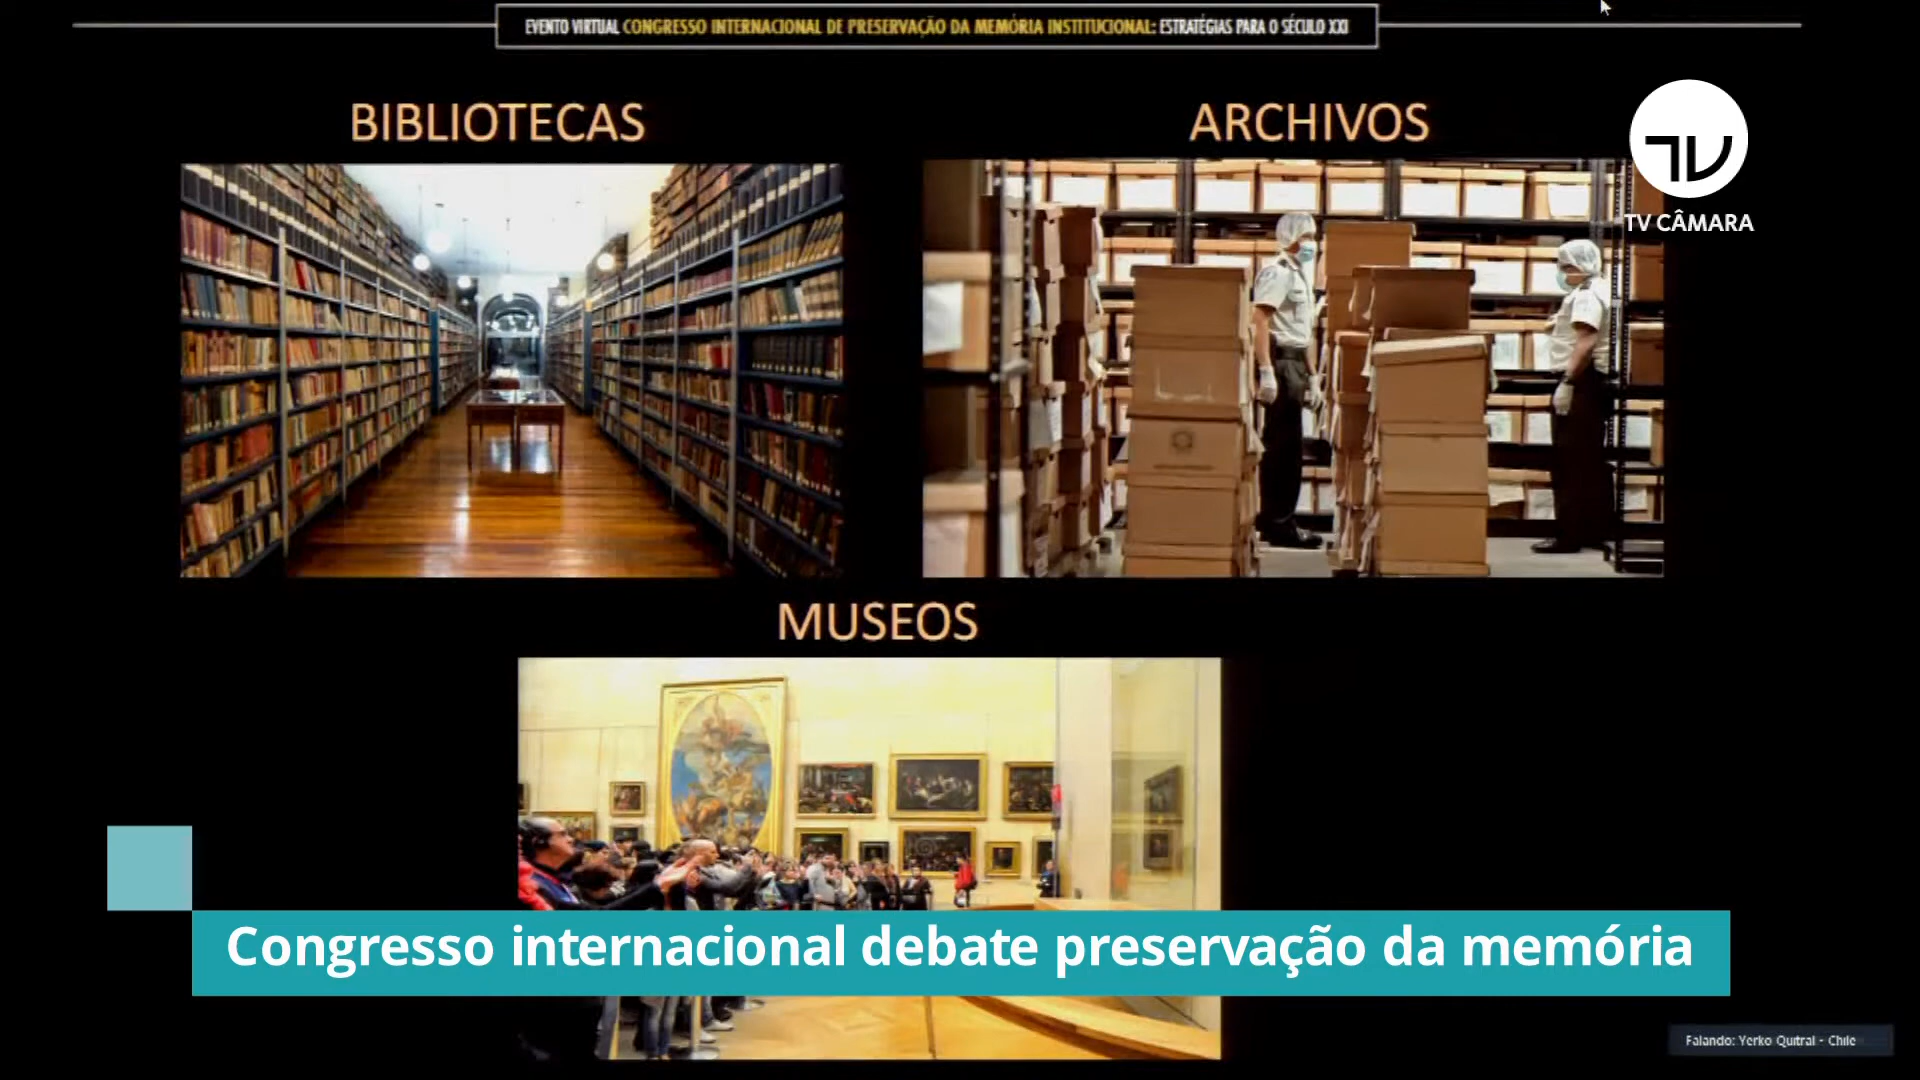 EVENTO VIRTUAL CONGRESSO INTERNACIONAL DE PRESERVAÇÃO DA MEMÓRIA INSTITUCIONAL: ESTRATÉGIAS PARA O SÉCULO XXI
BIBLIOTECAS
ARCHIVOS
TV
TV CÂMARA
MUSEOS
Congresso internacional debate preservação da memória
Falando: Yerko Quitral - Chile